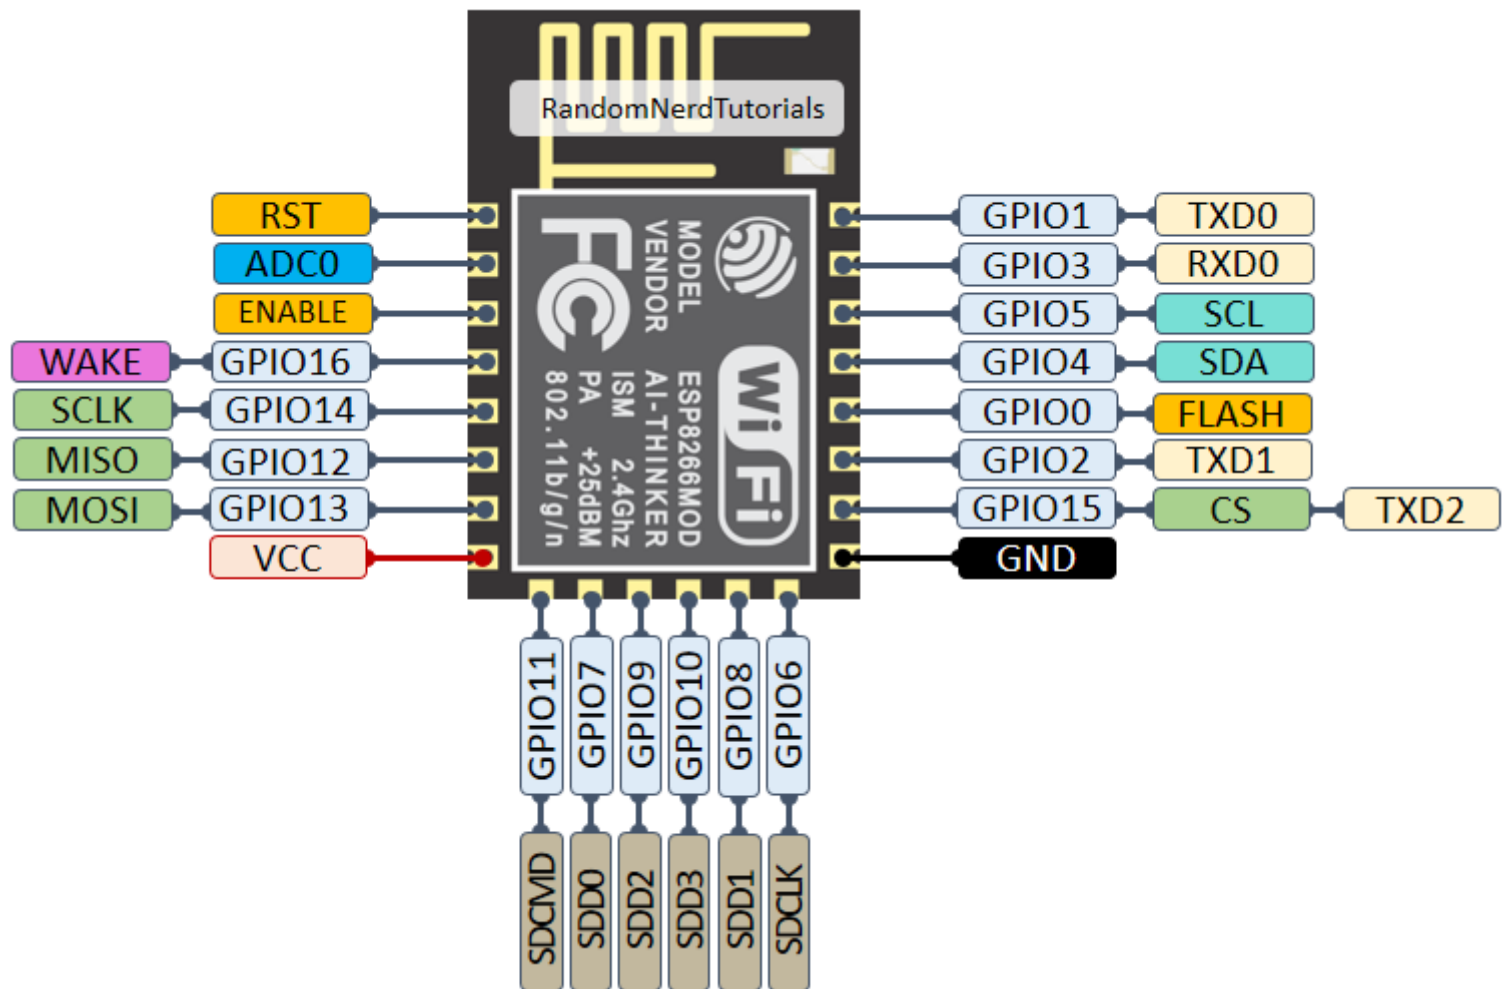 RandomNerdTutorials
RST
ADC0
ENABLE
WAKE GPIO16
SCLK GPIO14
MISO GPIO12
MOSI GPIO13
VCC
GPIO1 TXD0
GPIO3 RXD0
GPIO5 SCL
GPIO4 SDA
GPIO0 FLASH
GPIO2 TXD1
GPIO15 CS TXD2
GND
FC
MODEL ESP8266MOD
VENDOR AI-THINKER
ISM 2.4Ghz
PA +25dBM
802.11b/g/n
WiFi
GPIO11 SDCMD
GPIO7 SDD0
GPIO9 SDD2
GPIO10 SDD3
GPIO8 SDD1
GPIO6 SDCLK